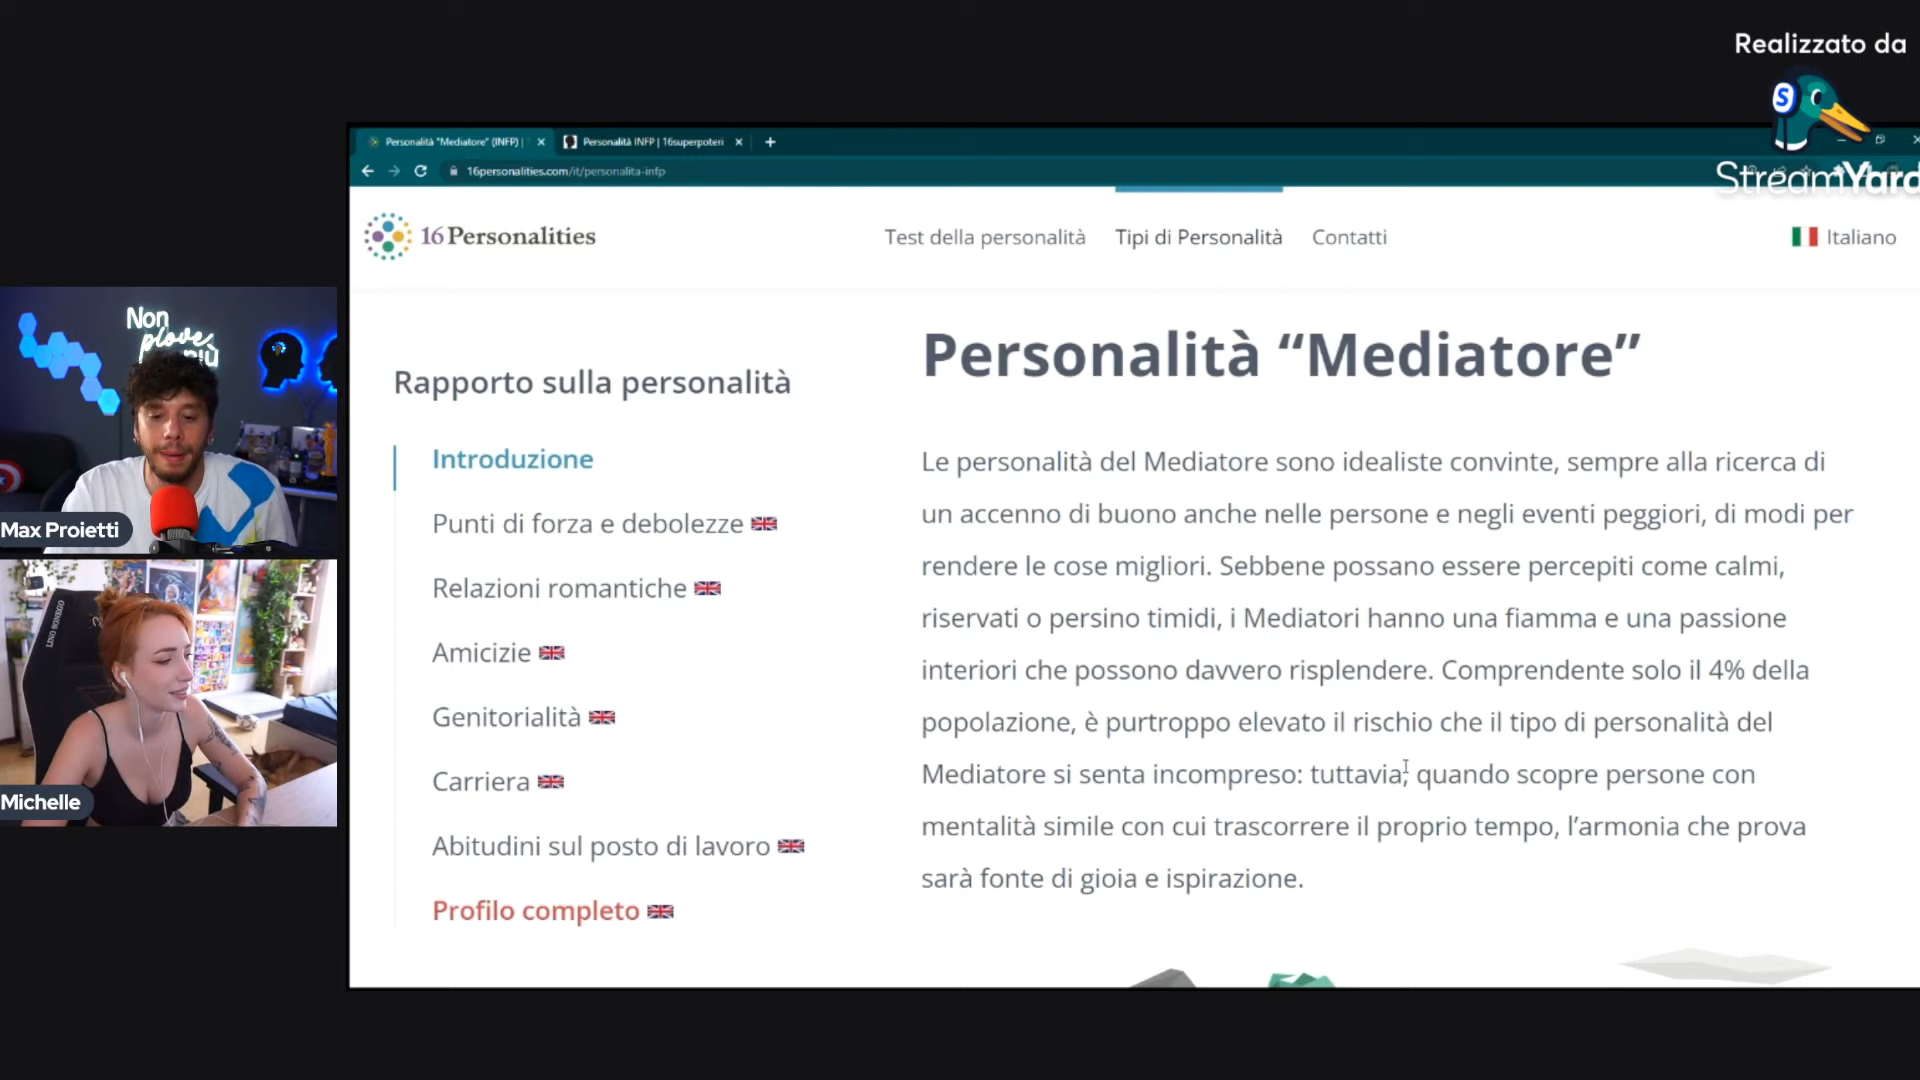 Realizzato da
StreamYard
Personalità "Mediatore" (INFP) |
Personalità INFP | 16superpoteri
16personalities.com/it/personalita-infp
16Personalities
Test della personalità
Tipi di Personalità
Contatti
Italiano
Non
piove
più
Max Proietti
Michelle
Rapporto sulla personalità
Introduzione
Punti di forza e debolezze
Relazioni romantiche
Amicizie
Genitorialità
Carriera
Abitudini sul posto di lavoro
Profilo completo
Personalità “Mediatore”
Le personalità del Mediatore sono idealiste convinte, sempre alla ricerca di
un accenno di buono anche nelle persone e negli eventi peggiori, di modi per
rendere le cose migliori. Sebbene possano essere percepiti come calmi,
riservati o persino timidi, i Mediatori hanno una fiamma e una passione
interiori che possono davvero risplendere. Comprendente solo il 4% della
popolazione, è purtroppo elevato il rischio che il tipo di personalità del
Mediatore si senta incompreso: tuttavia, quando scopre persone con
mentalità simile con cui trascorrere il proprio tempo, l’armonia che prova
sarà fonte di gioia e ispirazione.